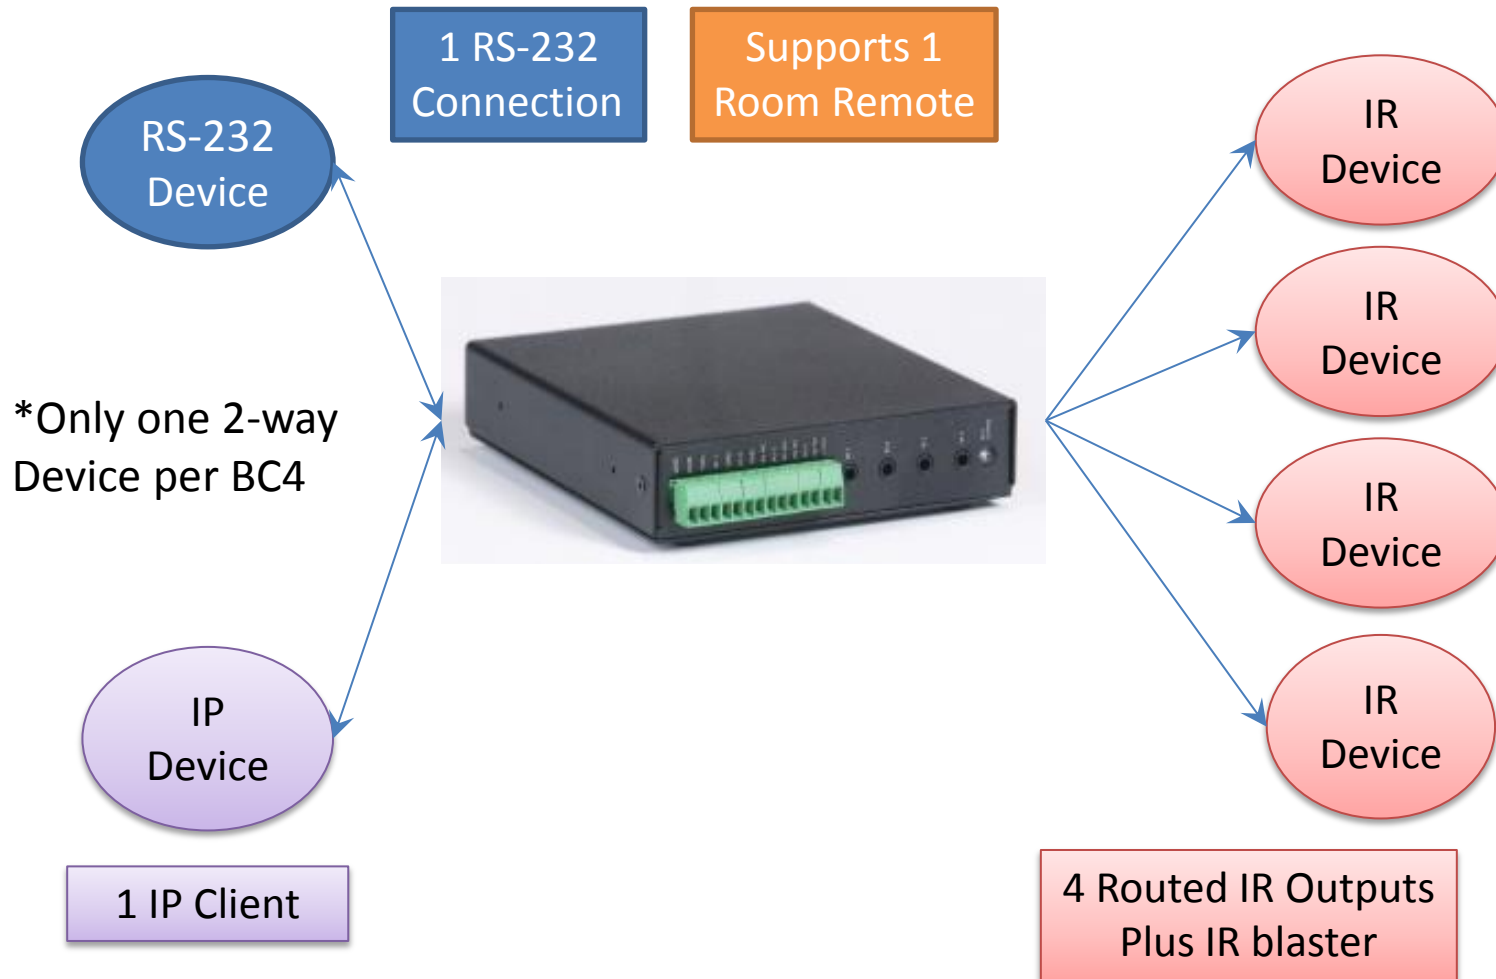 1 RS-232
Connection
Supports 1
Room Remote
RS-232
Device
IR
Device
IR
Device
*Only one 2-way
Device per BC4
IR
Device
IP
Device
IR
Device
1 IP Client
4 Routed IR Outputs
Plus IR blaster